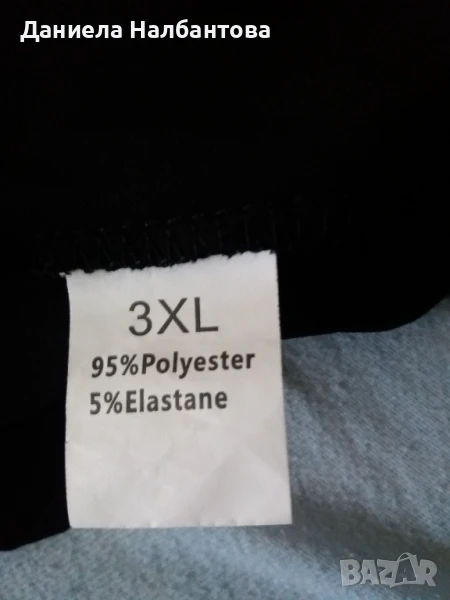 Даниела Налбантова
3XL
95%Polyester
5%Elastane
BAZAR